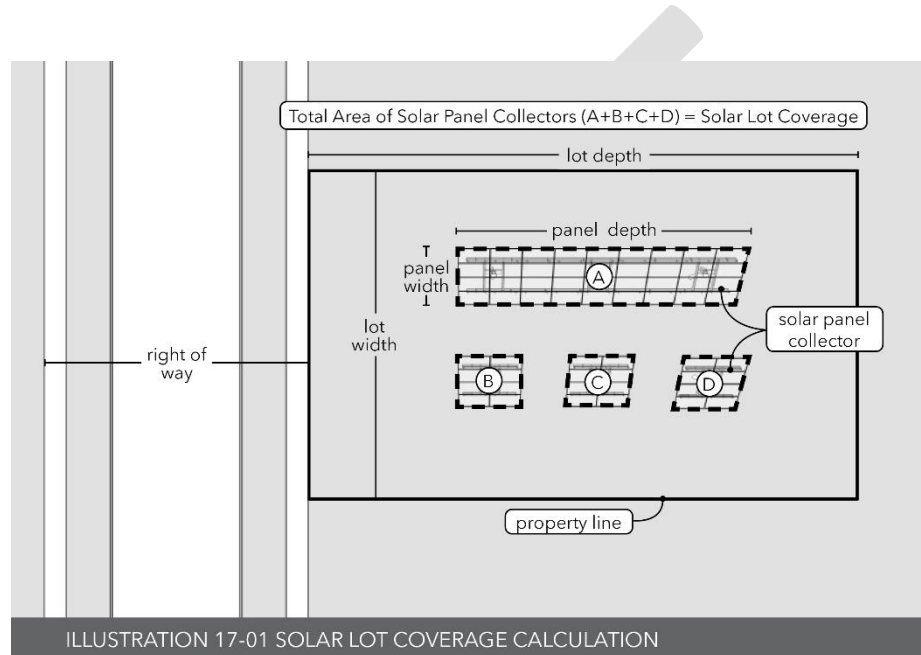 Total Area of Solar Panel Collectors (A+B+C+D) = Solar Lot Coverage
lot depth
panel depth
panel
width
A
lot
width
solar panel
collector
right of
way
B
C
D
property line
ILLUSTRATION 17-01 SOLAR LOT COVERAGE CALCULATION